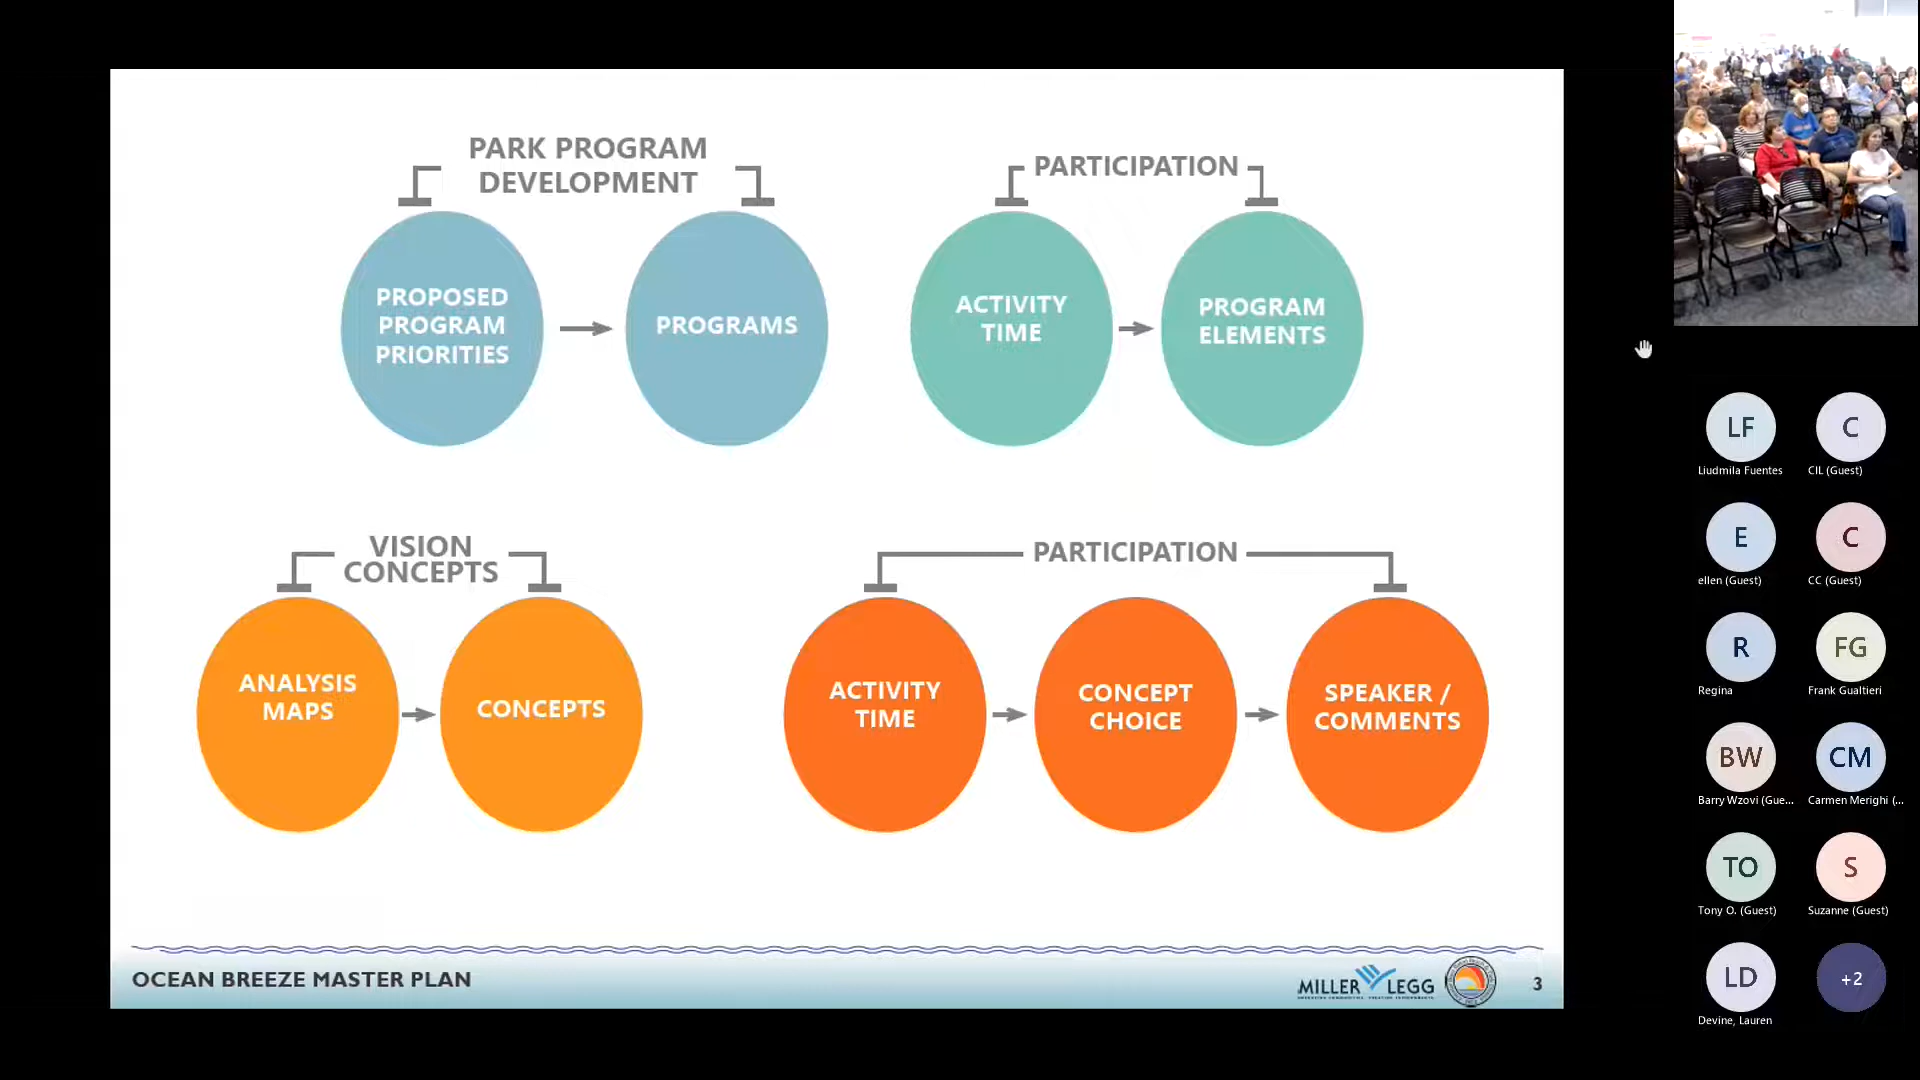 PARK PROGRAM
DEVELOPMENT
PARTICIPATION
PROPOSED
PROGRAM
PRIORITIES
PROGRAMS
ACTIVITY
TIME
PROGRAM
ELEMENTS
VISION
CONCEPTS
PARTICIPATION
ANALYSIS
MAPS
CONCEPTS
ACTIVITY
TIME
CONCEPT
CHOICE
SPEAKER /
COMMENTS
OCEAN BREEZE MASTER PLAN
MILLER LEGG
3
LF
C
Liudmila Fuentes
CIL (Guest)
E
C
ellen (Guest)
CC (Guest)
R
FG
Regina
Frank Gualtieri
BW
CM
Barry Wzovi (Gue...
Carmen Merighi (...
TO
S
Tony O. (Guest)
Suzanne (Guest)
LD
+2
Devine, Lauren